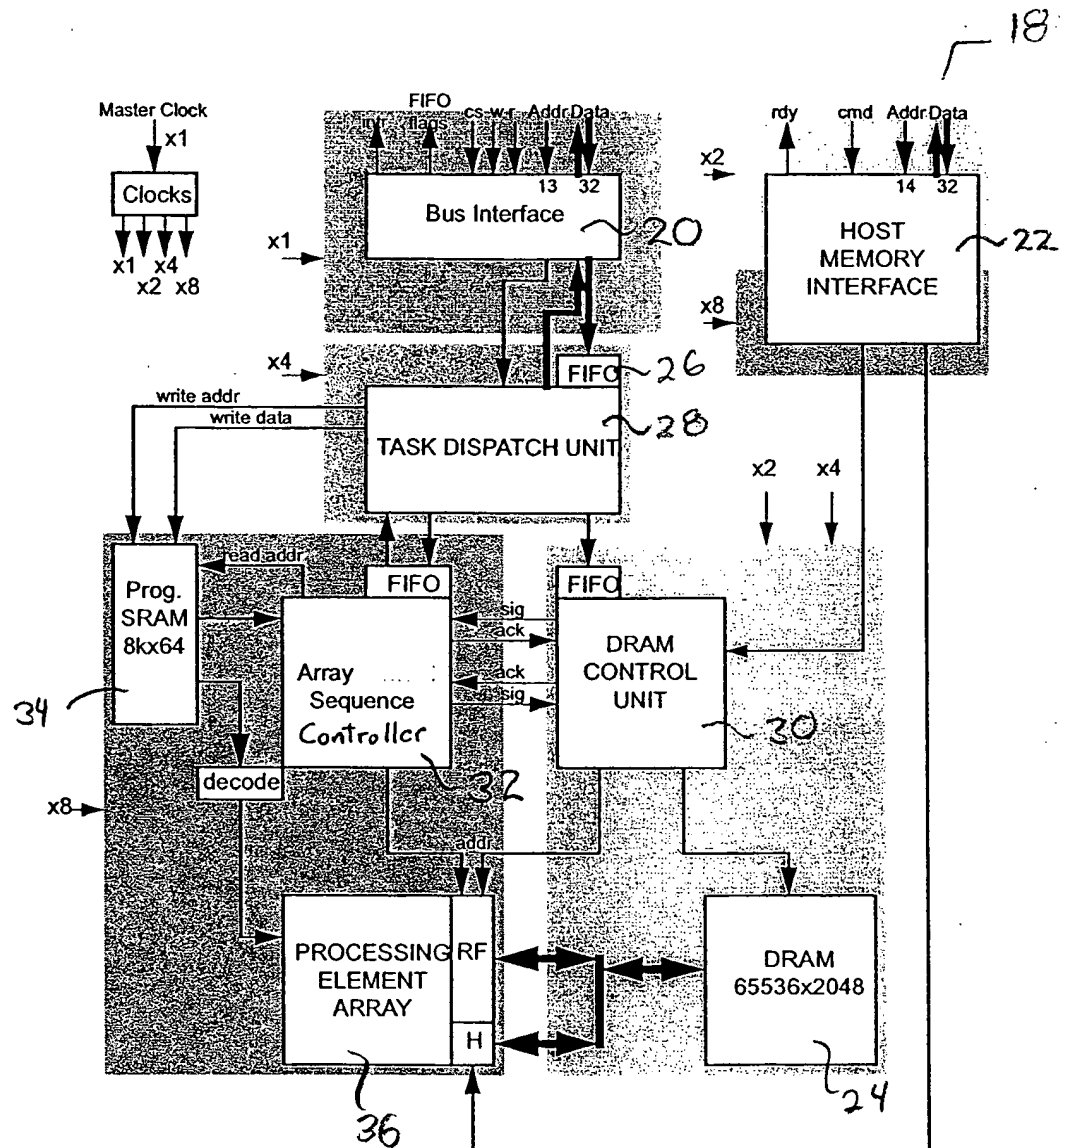 18
Master Clock
x1
Clocks
x1
x2
x4
x8
intr
FIFO
flags
cs
w
r
Addr
Data
13
32
Bus Interface
20
x1
rdy
cmd
Addr
Data
x2
14
32
HOST
MEMORY
INTERFACE
22
x8
x4
FIFO
26
write addr
write data
TASK DISPATCH UNIT
28
x2
x4
read addr
Prog.
SRAM
8kx64
34
FIFO
FIFO
Array
Sequence
Controller
32
sig
ack
ack
sig
DRAM
CONTROL
UNIT
30
decode
x8
addr
PROCESSING
ELEMENT
ARRAY
RF
H
36
DRAM
65536x2048
24